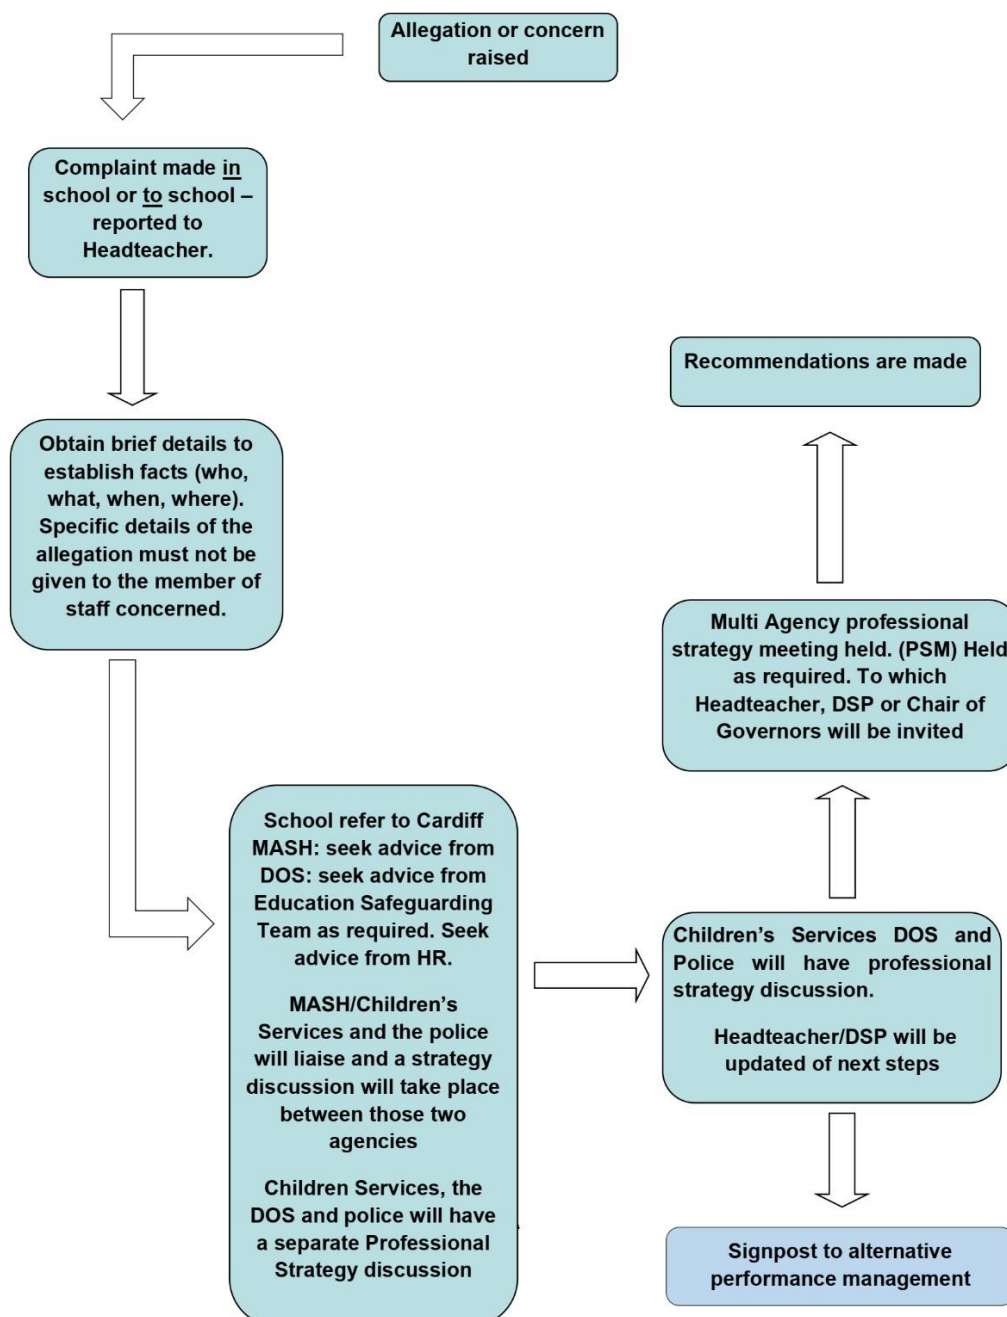 Allegation or concern
raised
Complaint made in
school or to school –
reported to
Headteacher.
Obtain brief details to
establish facts (who,
what, when, where).
Specific details of the
allegation must not be
given to the member of
staff concerned.
School refer to Cardiff
MASH: seek advice from
DOS: seek advice from
Education Safeguarding
Team as required. Seek
advice from HR.
MASH/Children’s
Services and the police
will liaise and a strategy
discussion will take place
between those two
agencies
Children Services, the
DOS and police will have
a separate Professional
Strategy discussion
Children’s Services DOS and
Police will have professional
strategy discussion.
Headteacher/DSP will be
updated of next steps
Multi Agency professional
strategy meeting held. (PSM) Held
as required. To which
Headteacher, DSP or Chair of
Governors will be invited
Recommendations are made
Signpost to alternative
performance management